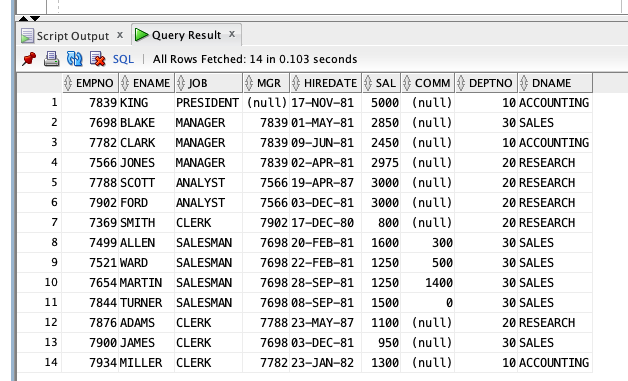 Script Output x Query Result x
SQL | All Rows Fetched: 14 in 0.103 seconds
EMPNO ENAME JOB MGR HIREDATE SAL COMM DEPTNO DNAME
1 7839 KING PRESIDENT (null) 17-NOV-81 5000 (null) 10 ACCOUNTING
2 7698 BLAKE MANAGER 7839 01-MAY-81 2850 (null) 30 SALES
3 7782 CLARK MANAGER 7839 09-JUN-81 2450 (null) 10 ACCOUNTING
4 7566 JONES MANAGER 7839 02-APR-81 2975 (null) 20 RESEARCH
5 7788 SCOTT ANALYST 7566 19-APR-87 3000 (null) 20 RESEARCH
6 7902 FORD ANALYST 7566 03-DEC-81 3000 (null) 20 RESEARCH
7 7369 SMITH CLERK 7902 17-DEC-80 800 (null) 20 RESEARCH
8 7499 ALLEN SALESMAN 7698 20-FEB-81 1600 300 30 SALES
9 7521 WARD SALESMAN 7698 22-FEB-81 1250 500 30 SALES
10 7654 MARTIN SALESMAN 7698 28-SEP-81 1250 1400 30 SALES
11 7844 TURNER SALESMAN 7698 08-SEP-81 1500 0 30 SALES
12 7876 ADAMS CLERK 7788 23-MAY-87 1100 (null) 20 RESEARCH
13 7900 JAMES CLERK 7698 03-DEC-81 950 (null) 30 SALES
14 7934 MILLER CLERK 7782 23-JAN-82 1300 (null) 10 ACCOUNTING